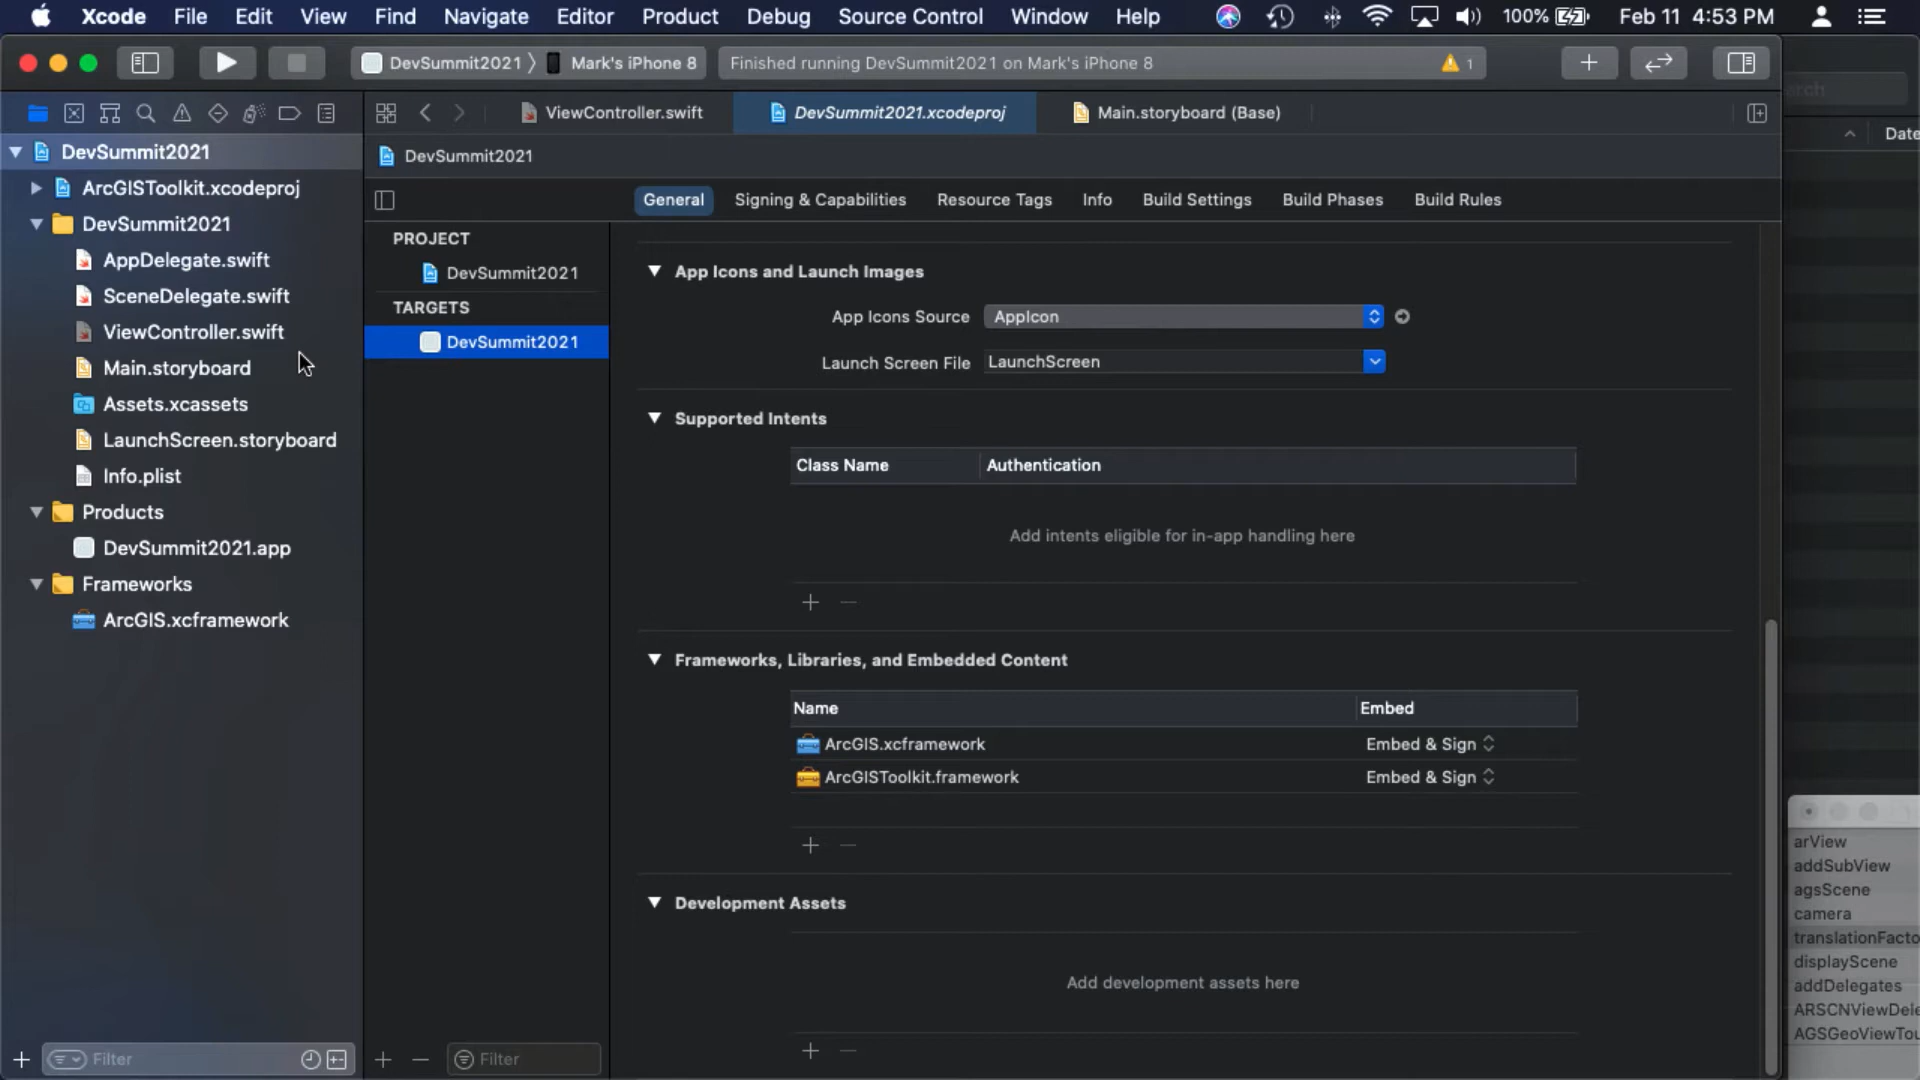 Xcode File Edit View Find Navigate Editor Product Debug Source Control Window Help 100% Feb 11 4:53 PM
DevSummit2021 Mark's iPhone 8 Finished running DevSummit2021 on Mark's iPhone 8 1
ViewController.swift DevSummit2021.xcodeproj Main.storyboard (Base)
Date
DevSummit2021
ArcGISToolkit.xcodeproj
DevSummit2021
AppDelegate.swift
SceneDelegate.swift
ViewController.swift
Main.storyboard
Assets.xcassets
LaunchScreen.storyboard
Info.plist
Products
DevSummit2021.app
Frameworks
ArcGIS.xcframework
Filter
DevSummit2021
General Signing & Capabilities Resource Tags Info Build Settings Build Phases Build Rules
PROJECT
DevSummit2021
TARGETS
DevSummit2021
Filter
App Icons and Launch Images
App Icons Source AppIcon
Launch Screen File LaunchScreen
Supported Intents
Class Name Authentication
Add intents eligible for in-app handling here
Frameworks, Libraries, and Embedded Content
Name Embed
ArcGIS.xcframework Embed & Sign
ArcGISToolkit.framework Embed & Sign
Development Assets
Add development assets here
arView
addSubView
agsScene
camera
translationFacto
displayScene
addDelegates
ARSCNViewDele
AGSGeoViewTou